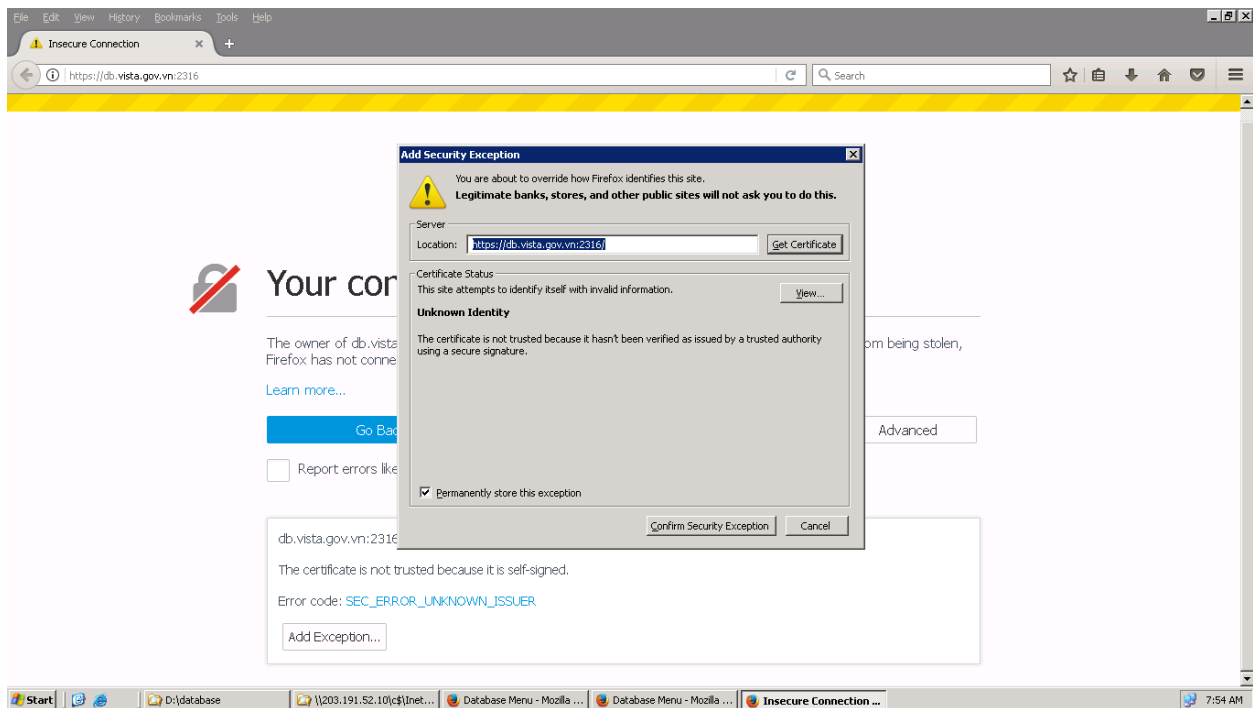 File Edit View History Bookmarks Tools Help
Insecure Connection
https://db.vista.gov.vn:2316
Search
Add Security Exception
You are about to override how Firefox identifies this site.
Legitimate banks, stores, and other public sites will not ask you to do this.
Server
Location: https://db.vista.gov.vn:2316/ Get Certificate
Certificate Status
This site attempts to identify itself with invalid information. View...
Unknown Identity
The certificate is not trusted because it hasn't been verified as issued by a trusted authority
using a secure signature.
Permanently store this exception
Confirm Security Exception Cancel
Your cor
The owner of db.vista om being stolen,
Firefox has not conne
Learn more...
Go Bac Advanced
Report errors like
db.vista.gov.vn:2316
The certificate is not trusted because it is self-signed.
Error code: SEC_ERROR_UNKNOWN_ISSUER
Add Exception...
Start D:\database \\203.191.52.10\c$\Inet... Database Menu - Mozilla ... Database Menu - Mozilla ... Insecure Connection ... 7:54 AM